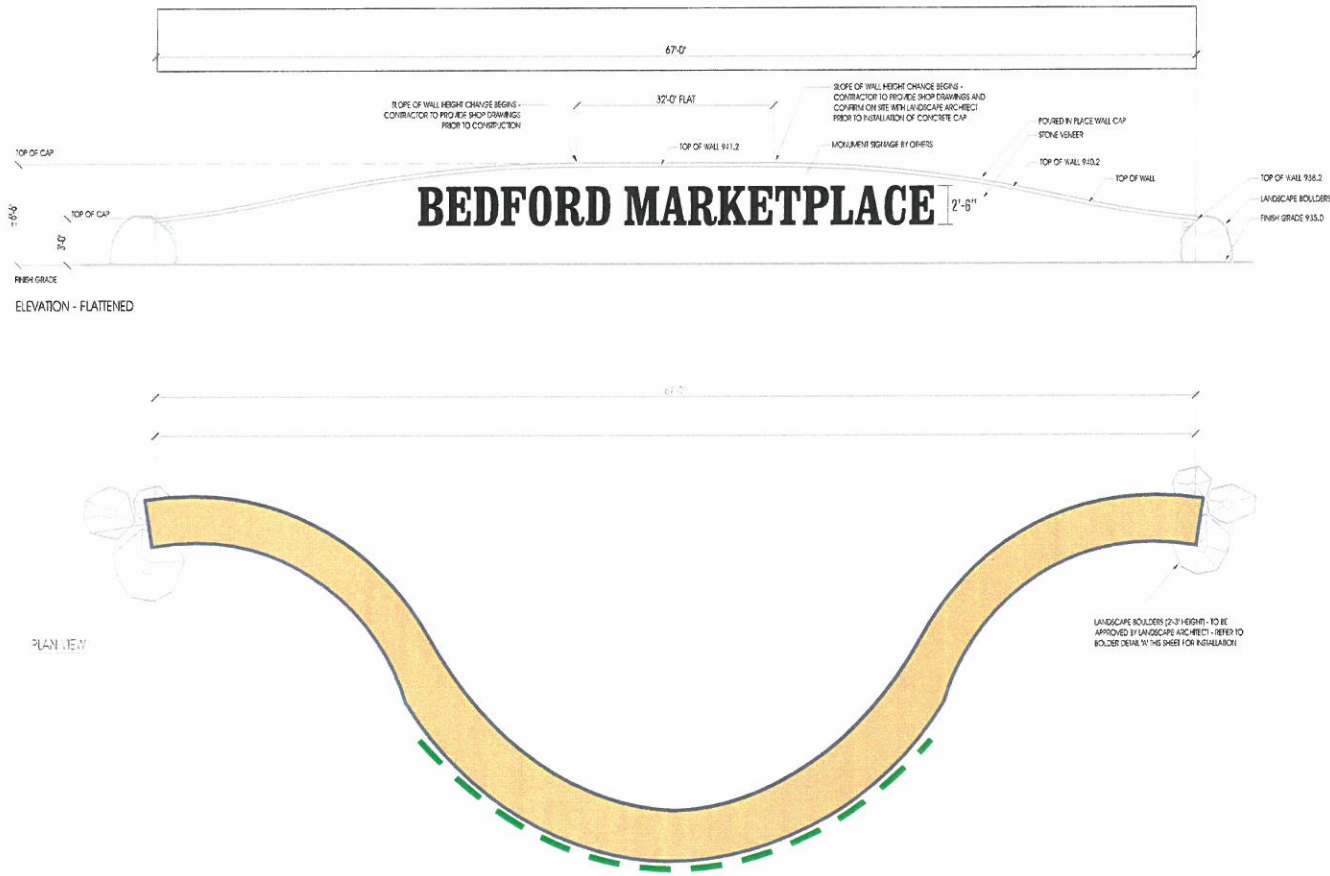 67'-0"
SLOPE OF WALL HEIGHT CHANGE BEGINS -
CONTRACTOR TO PROVIDE SHOP DRAWINGS
PRIOR TO CONSTRUCTION
32'-0" FLAT
SLOPE OF WALL HEIGHT CHANGE BEGINS -
CONTRACTOR TO PROVIDE SHOP DRAWINGS AND
CONFIRM ON SITE WITH LANDSCAPE ARCHITECT
PRIOR TO INSTALLATION OF CONCRETE CAP
POURED IN PLACE WALL CAP
STONE VENEER
TOP OF CAP
TOP OF WALL 941.2
MONUMENT SIGNAGE BY OTHERS
TOP OF WALL 940.2
TOP OF WALL
TOP OF WALL 938.2
LANDSCAPE BOULDERS
FINISH GRADE 935.0
TOP OF CAP
3'-0"
BEDFORD MARKETPLACE
2'-6"
FINISH GRADE
ELEVATION - FLATTENED
67'-0"
PLAN VIEW
LANDSCAPE BOULDERS (2'-3' HEIGHT) - TO BE
APPROVED BY LANDSCAPE ARCHITECT - REFER TO
BOLDER DETAIL 'A' THIS SHEET FOR INSTALLATION